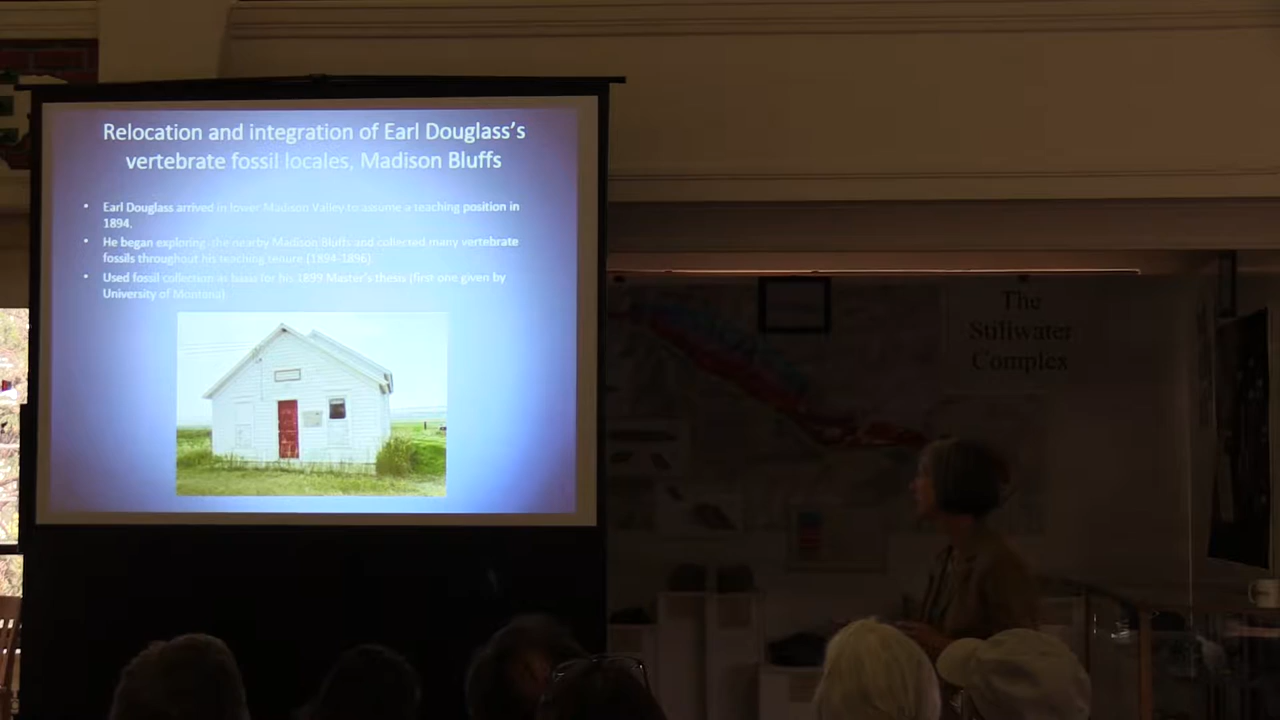 Relocation and integration of Earl Douglass's
vertebrate fossil locales, Madison Bluffs
• Earl Douglass arrived in lower Madison Valley to assume a teaching position in
1894.
• He began exploring the nearby Madison Bluffs and collected many vertebrate
fossils throughout his teaching tenure (1894-1896).
• Used fossil collection as basis for his 1899 Master's thesis (first one given by
University of Montana)
The
Stillwater
Complex